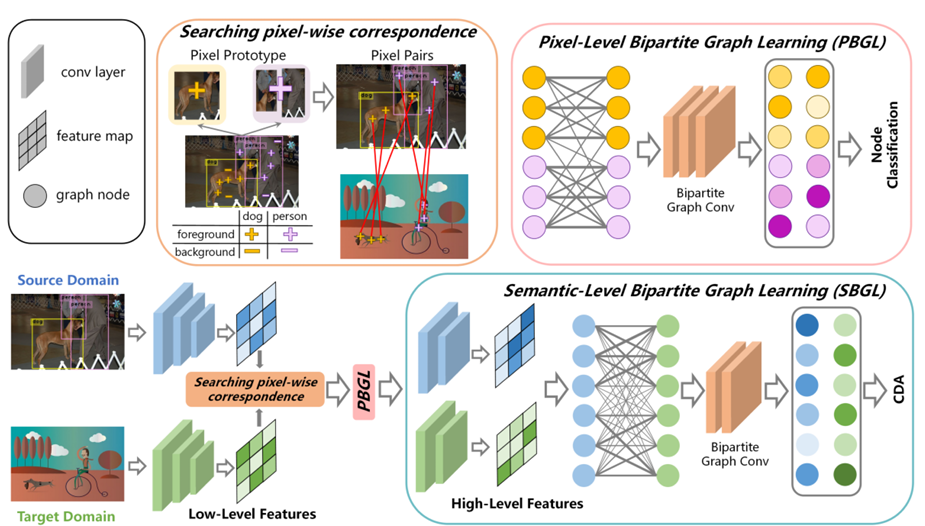 conv layer
feature map
graph node
Searching pixel-wise correspondence
Pixel Prototype
Pixel Pairs
dog
person
foreground
background
Pixel-Level Bipartite Graph Learning (PBGL)
Bipartite
Graph Conv
Node
Classification
Source Domain
Target Domain
Searching pixel-wise
correspondence
Low-Level Features
PBGL
Semantic-Level Bipartite Graph Learning (SBGL)
High-Level Features
Bipartite
Graph Conv
CDA